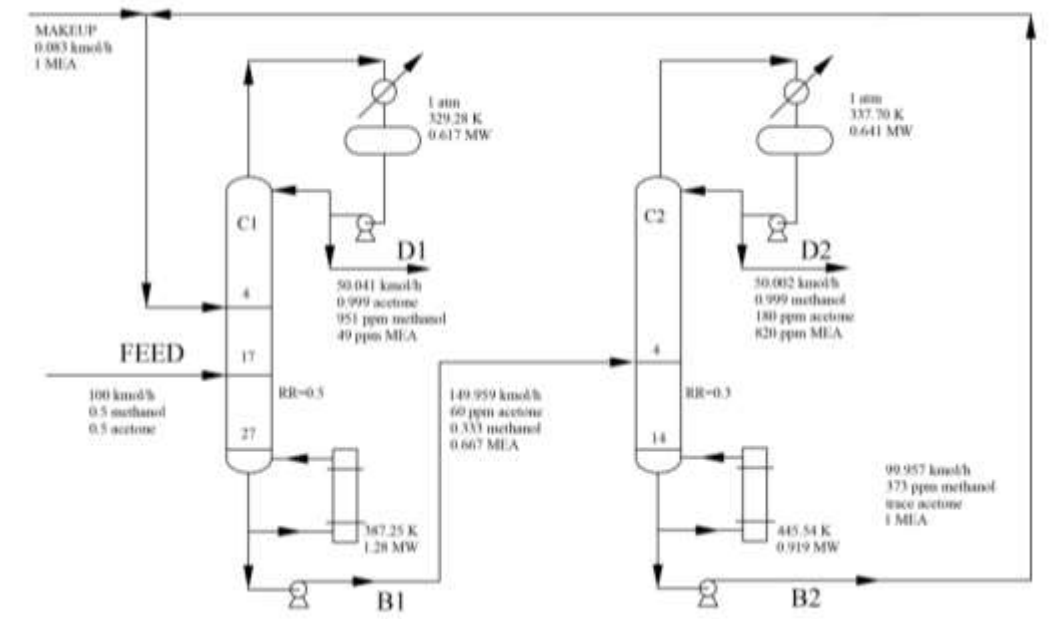 MAKEUP
0.083 kmol/h
1 MEA
1 atm
329.28 K
0.617 MW
1 atm
337.70 K
0.641 MW
C1
C2
D1
50.041 kmol/h
0.999 acetone
951 ppm methanol
49 ppm MEA
D2
50.002 kmol/h
0.999 methanol
180 ppm acetone
820 ppm MEA
4
FEED
17
100 kmol/h
0.5 methanol
0.5 acetone
RR=0.5
27
4
149.959 kmol/h
60 ppm acetone
0.333 methanol
0.667 MEA
RR=0.3
14
99.957 kmol/h
373 ppm methanol
trace acetone
1 MEA
387.25 K
1.28 MW
445.54 K
0.919 MW
B1
B2